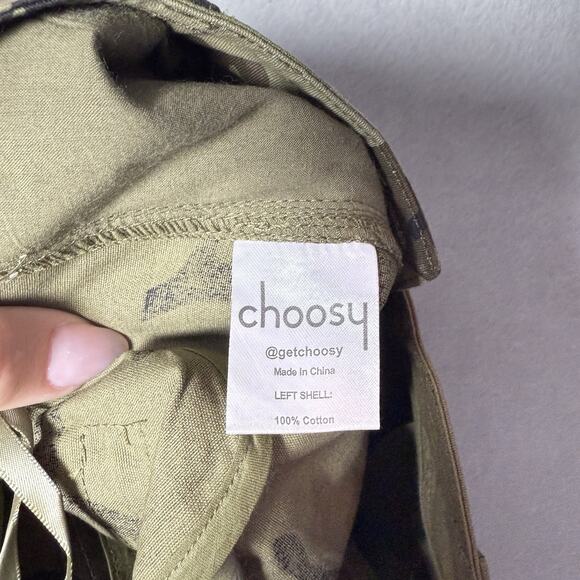 choosy
@getchoosy
Made in China
LEFT SHELL:
100% Cotton